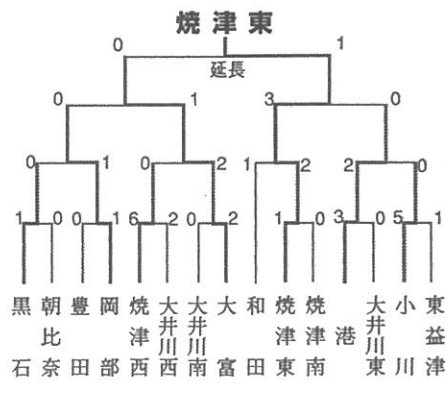 焼津東
0 1
延長
0 1 3 0
0 1 0 2 1 2 2 0
1 0 0 1 6 2 0 2 1 0 3 0 5 1
黒石
朝比奈
豊田
岡部
焼津西
大井川西
大井川南
大富
和田
焼津東
焼津南
港
大井川東
小川
東益津